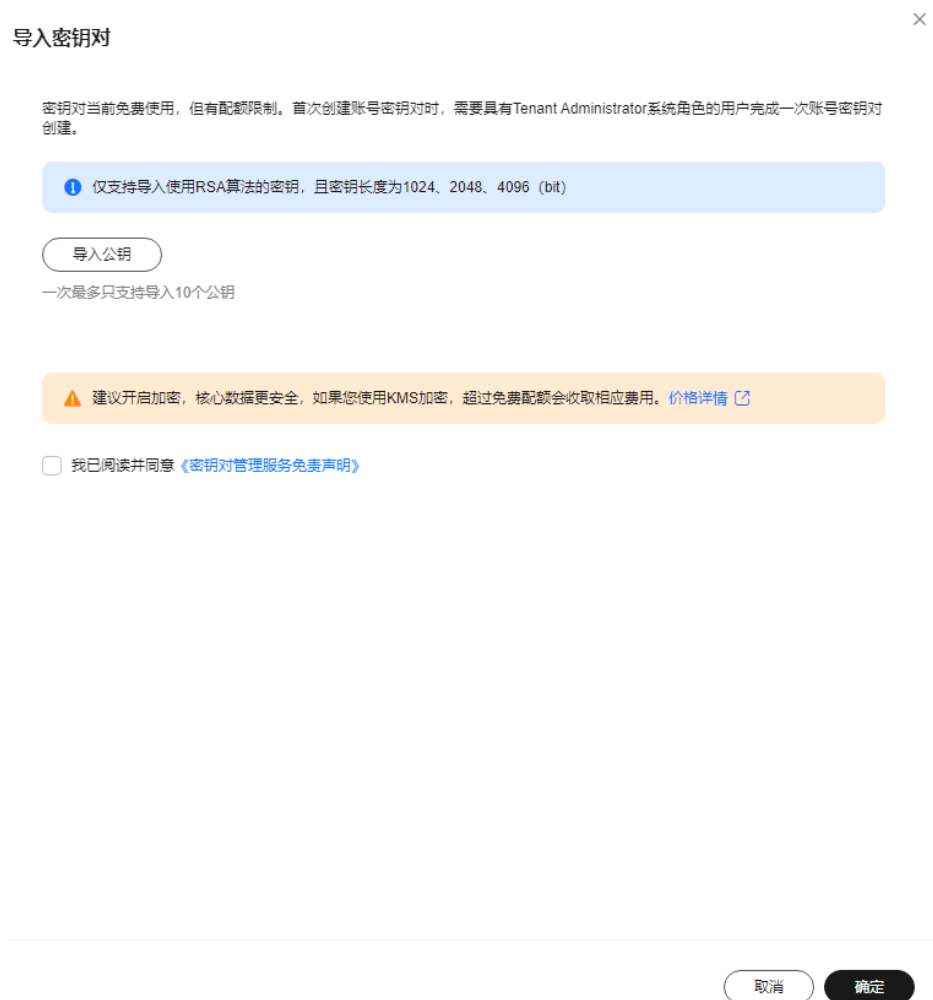 导入密钥对
密钥对当前免费使用，但有配额限制。首次创建账号密钥对时，需要具有Tenant Administrator系统角色的用户完成一次账号密钥对
创建。
仅支持导入使用RSA算法的密钥，且密钥长度为1024、2048、4096（bit）
导入公钥
一次最多只支持导入10个公钥
建议开启加密，核心数据更安全，如果您使用KMS加密，超过免费配额会收取相应费用。价格详情
我已阅读并同意《密钥对管理服务免责声明》
取消
确定